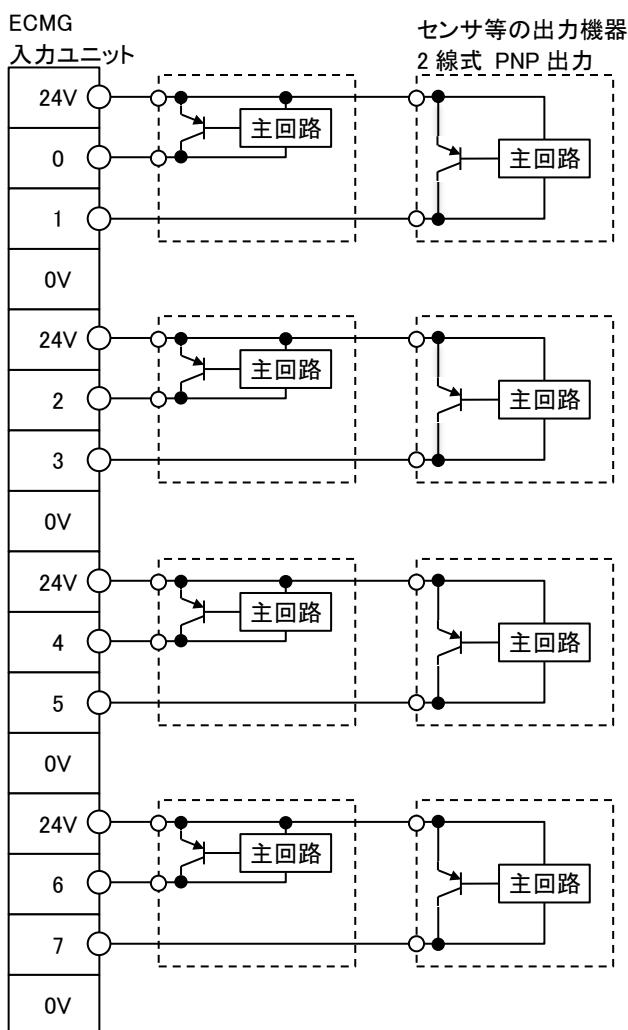 ECMG
入力ユニット
センサ等の出力機器
2 線式 PNP 出力
24V
主回路
主回路
0
1
0V
24V
主回路
主回路
2
3
0V
24V
主回路
主回路
4
5
0V
24V
主回路
主回路
6
7
0V